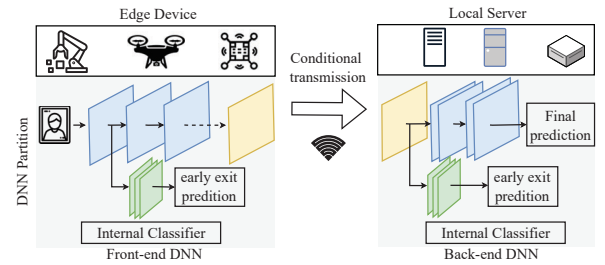 Edge Device
Local Server
Conditional
transmission
DNN Partition
Final
prediction
early exit
predition
early exit
predition
Internal Classifier
Internal Classifier
Front-end DNN
Back-end DNN